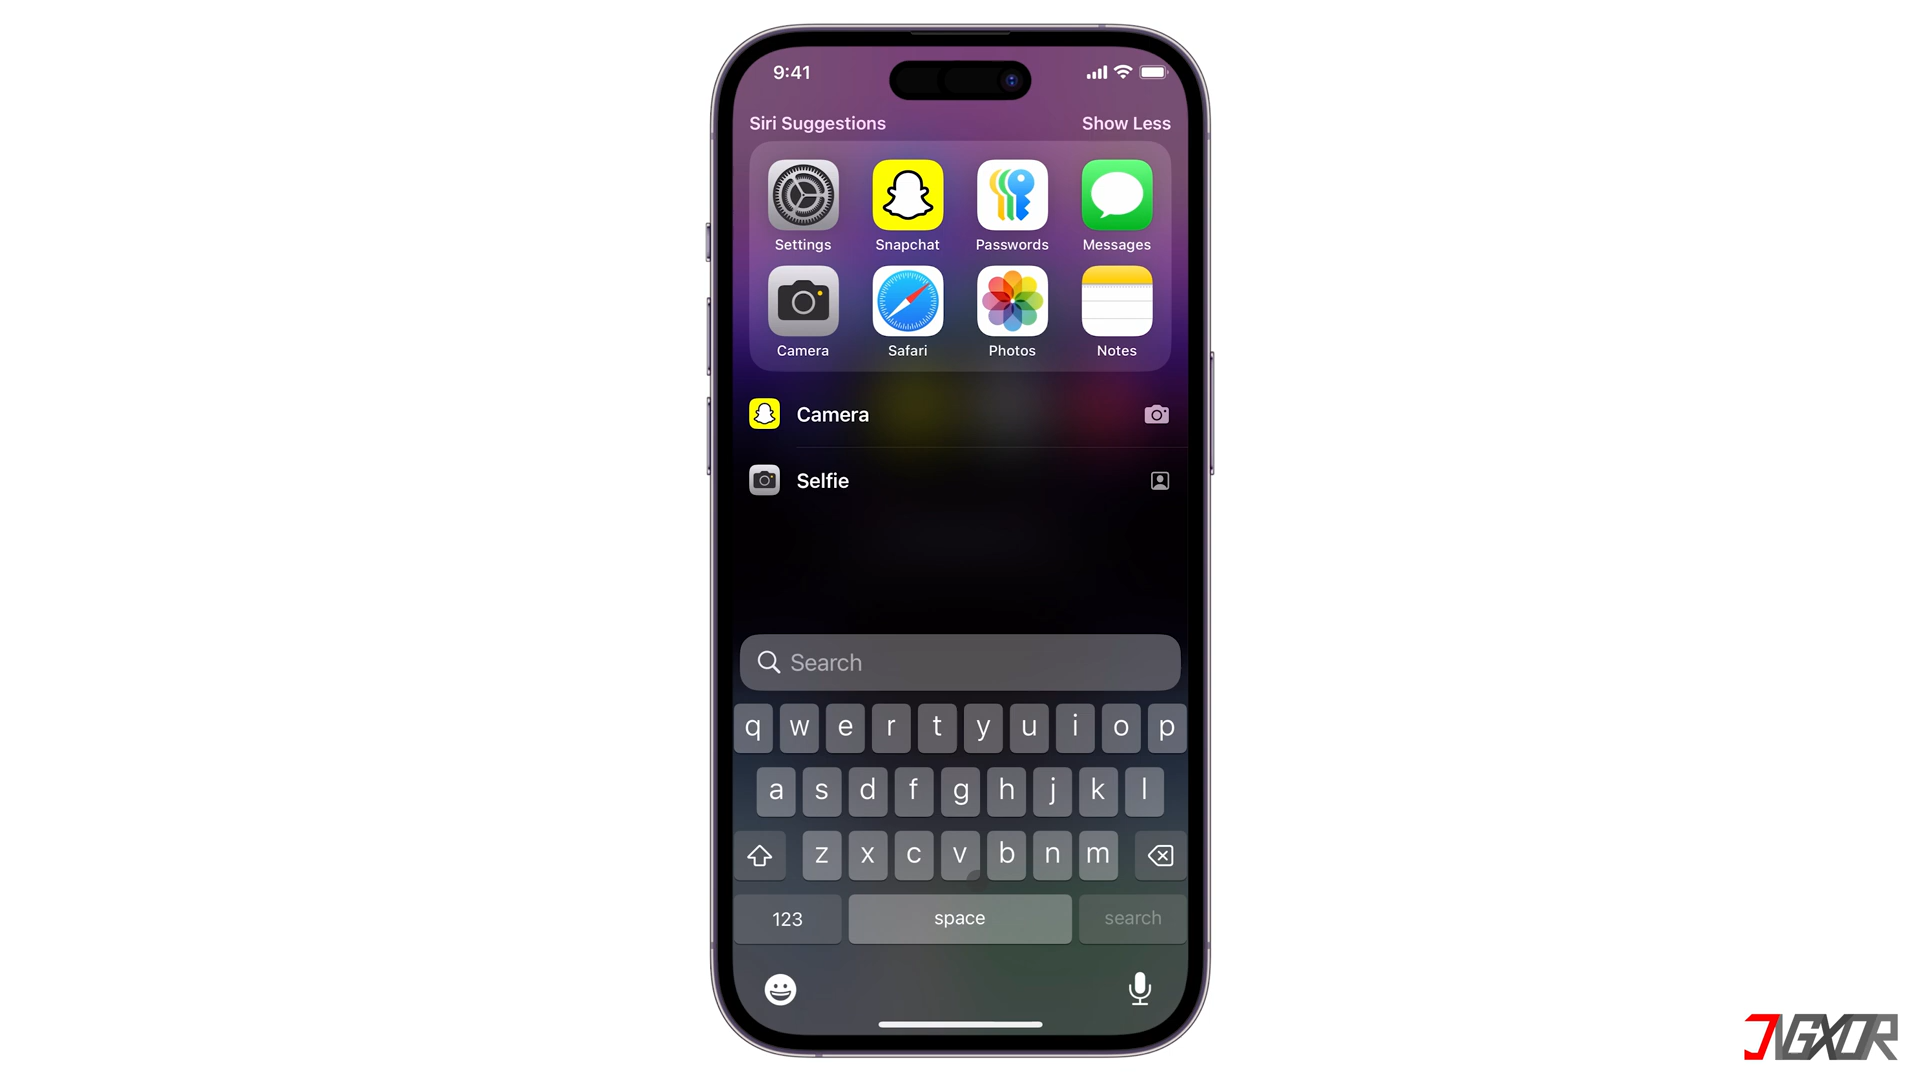 9:41
Siri Suggestions Show Less
Settings Snapchat Passwords Messages
Camera Safari Photos Notes
Camera
Selfie
Search
q w e r t y u i o p
a s d f g h j k l
z x c v b n m
123 space search